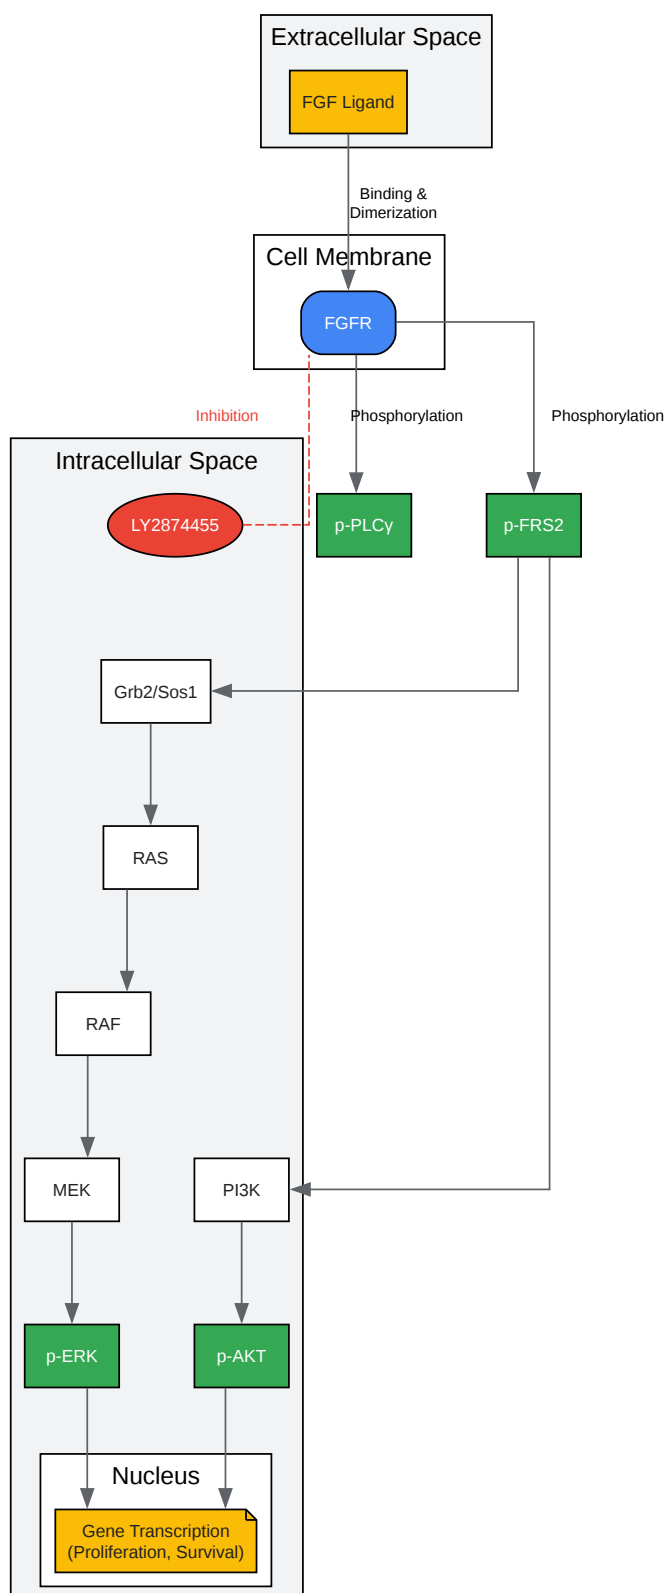 Extracellular Space
FGF Ligand
Binding &
Dimerization
Cell Membrane
FGFR
Inhibition
Phosphorylation
Phosphorylation
Intracellular Space
LY2874455
p-PLCγ
p-FRS2
Grb2/Sos1
RAS
RAF
MEK
PI3K
p-ERK
p-AKT
Nucleus
Gene Transcription
(Proliferation, Survival)